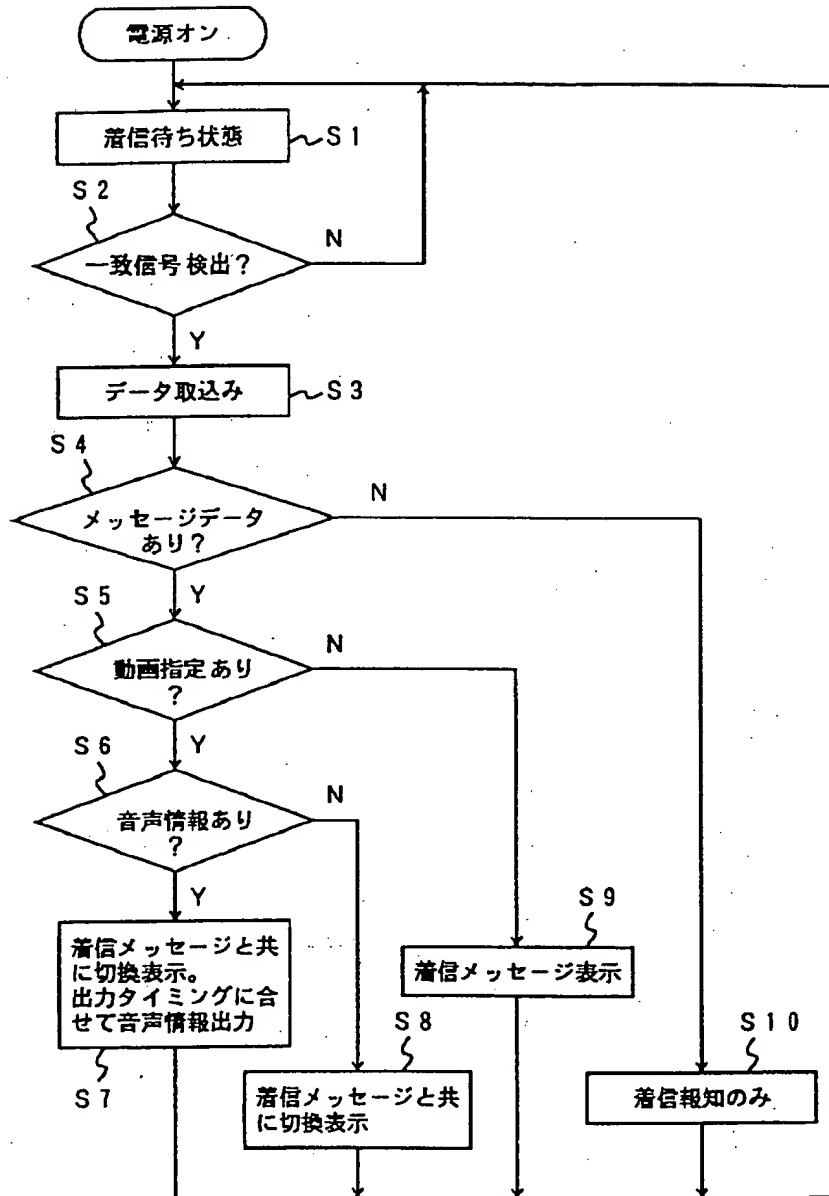 電源オン
着信待ち状態
S1
S2
一致信号検出?
N
Y
データ取込み
S3
S4
メッセージデータ
あり?
N
Y
S5
動画指定あり
?
N
Y
S6
音声情報あり
?
N
Y
着信メッセージと共
に切換表示。
出力タイミングに合
せて音声情報出力
S7
S8
着信メッセージと共
に切換表示
S9
着信メッセージ表示
S10
着信報知のみ